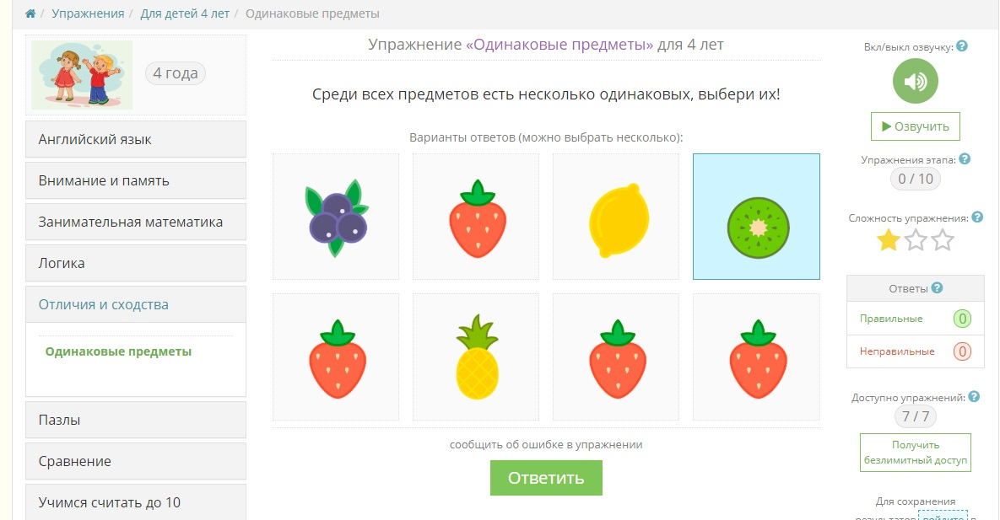 Упражнения / Для детей 4 лет / Одинаковые предметы
4 года
Английский язык
Внимание и память
Занимательная математика
Логика
Отличия и сходства
Одинаковые предметы
Пазлы
Сравнение
Учимся считать до 10
Упражнение «Одинаковые предметы» для 4 лет
Среди всех предметов есть несколько одинаковых, выбери их!
Варианты ответов (можно выбрать несколько):
сообщить об ошибке в упражнении
Ответить
Вкл/выкл озвучку: ?
Озвучить
Упражнения этапа: ?
0 / 10
Сложность упражнения: ?
Ответы ?
Правильные 0
Неправильные 0
Доступно упражнений: ?
7 / 7
Получить
безлимитный доступ
Для сохранения
результатов войдите в